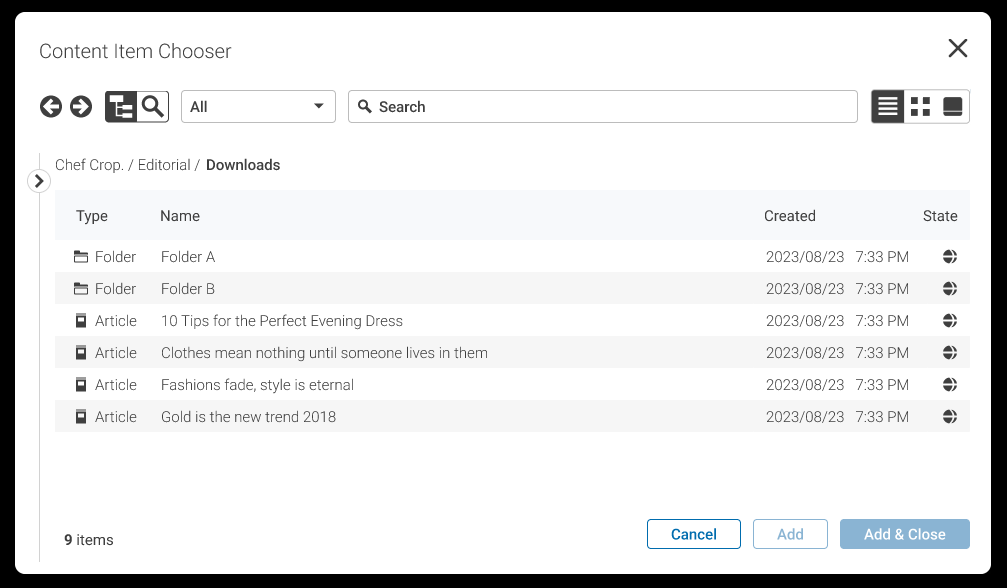 Content Item Chooser
All
Search
Chef Crop. / Editorial / Downloads
Type Name Created State
Folder Folder A 2023/08/23 7:33 PM
Folder Folder B 2023/08/23 7:33 PM
Article 10 Tips for the Perfect Evening Dress 2023/08/23 7:33 PM
Article Clothes mean nothing until someone lives in them 2023/08/23 7:33 PM
Article Fashions fade, style is eternal 2023/08/23 7:33 PM
Article Gold is the new trend 2018 2023/08/23 7:33 PM
9 items
Cancel
Add
Add & Close